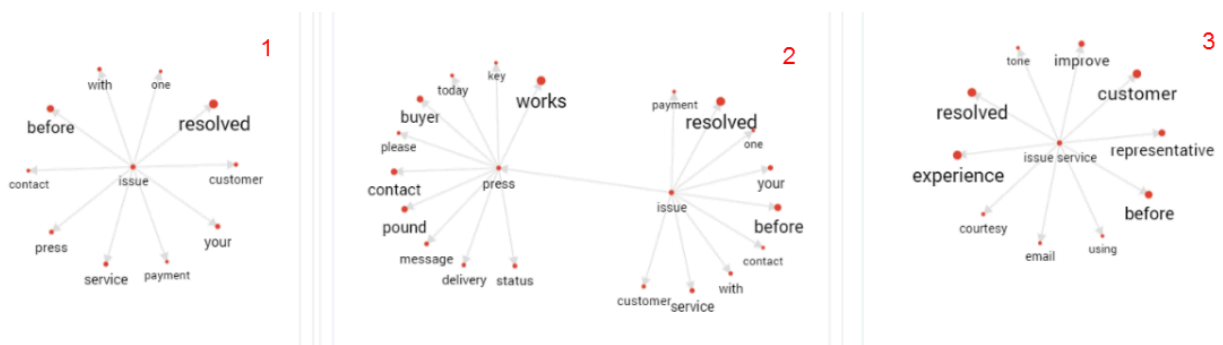 1
with
one
before
resolved
issue
contact
customer
press
your
service
payment
2
key
today
works
buyer
please
press
contact
pound
message
delivery
status
payment
resolved
one
your
issue
before
contact
with
customer
service
3
tone
improve
customer
resolved
representative
issue service
experience
before
courtesy
using
email